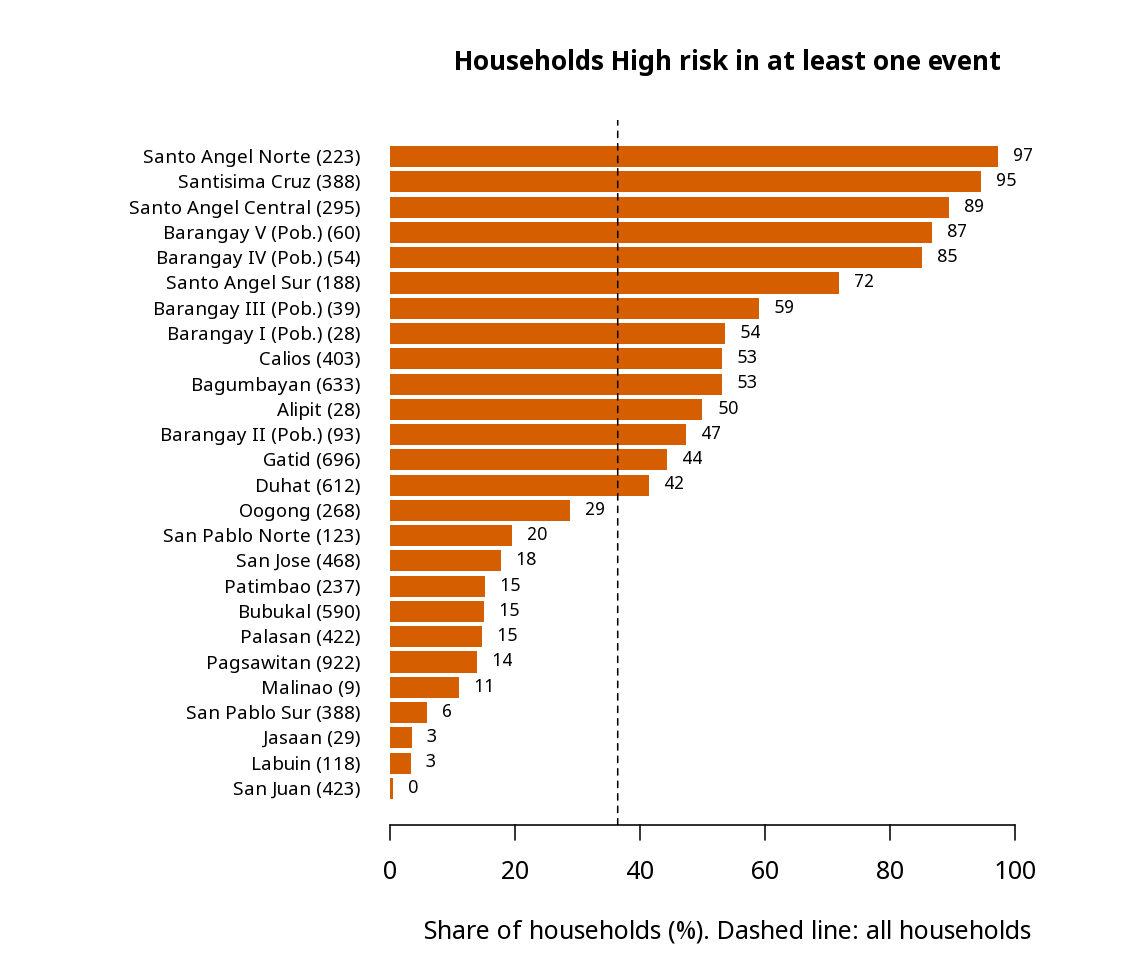 Households High risk in at least one event
Santo Angel Norte (223) 97
Santisima Cruz (388) 95
Santo Angel Central (295) 89
Barangay V (Pob.) (60) 87
Barangay IV (Pob.) (54) 85
Santo Angel Sur (188) 72
Barangay III (Pob.) (39) 59
Barangay I (Pob.) (28) 54
Calios (403) 53
Bagumbayan (633) 53
Alipit (28) 50
Barangay II (Pob.) (93) 47
Gatid (696) 44
Duhat (612) 42
Oogong (268) 29
San Pablo Norte (123) 20
San Jose (468) 18
Patimbao (237) 15
Bubukal (590) 15
Palasan (422) 15
Pagsawitan (922) 14
Malinao (9) 11
San Pablo Sur (388) 6
Jasaan (29) 3
Labuin (118) 3
San Juan (423) 0
0 20 40 60 80 100
Share of households (%). Dashed line: all households